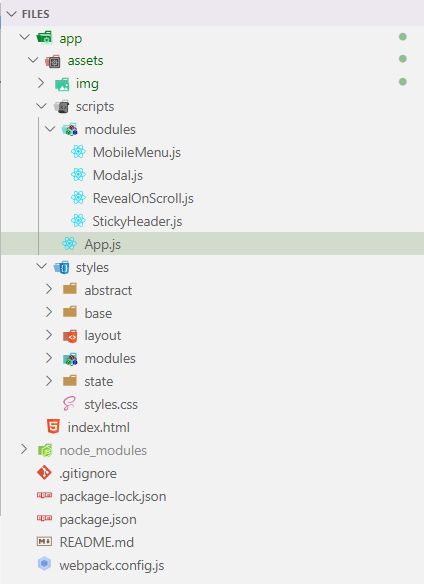 FILES
app
assets
img
scripts
modules
MobileMenu.js
Modal.js
RevealOnScroll.js
StickyHeader.js
App.js
styles
abstract
base
layout
modules
state
styles.css
index.html
node_modules
.gitignore
package-lock.json
package.json
README.md
webpack.config.js